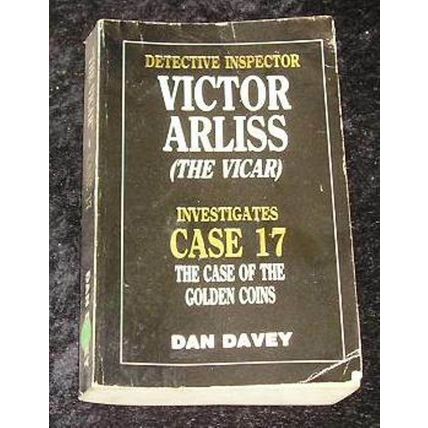 DETECTIVE INSPECTOR
VICTOR
ARLISS
(THE VICAR)
INVESTIGATES
CASE 17
THE CASE OF THE
GOLDEN COINS
DAN DAVEY